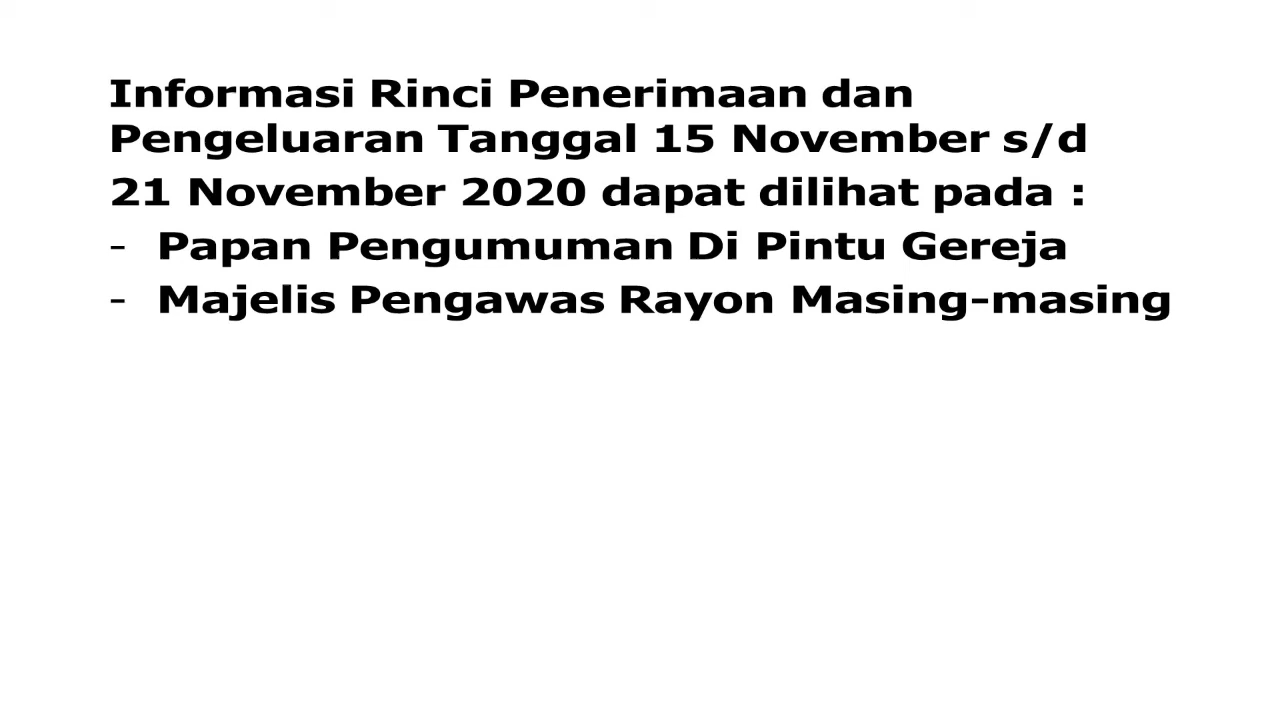 Informasi Rinci Penerimaan dan
Pengeluaran Tanggal 15 November s/d
21 November 2020 dapat dilihat pada :
- Papan Pengumuman Di Pintu Gereja
- Majelis Pengawas Rayon Masing-masing